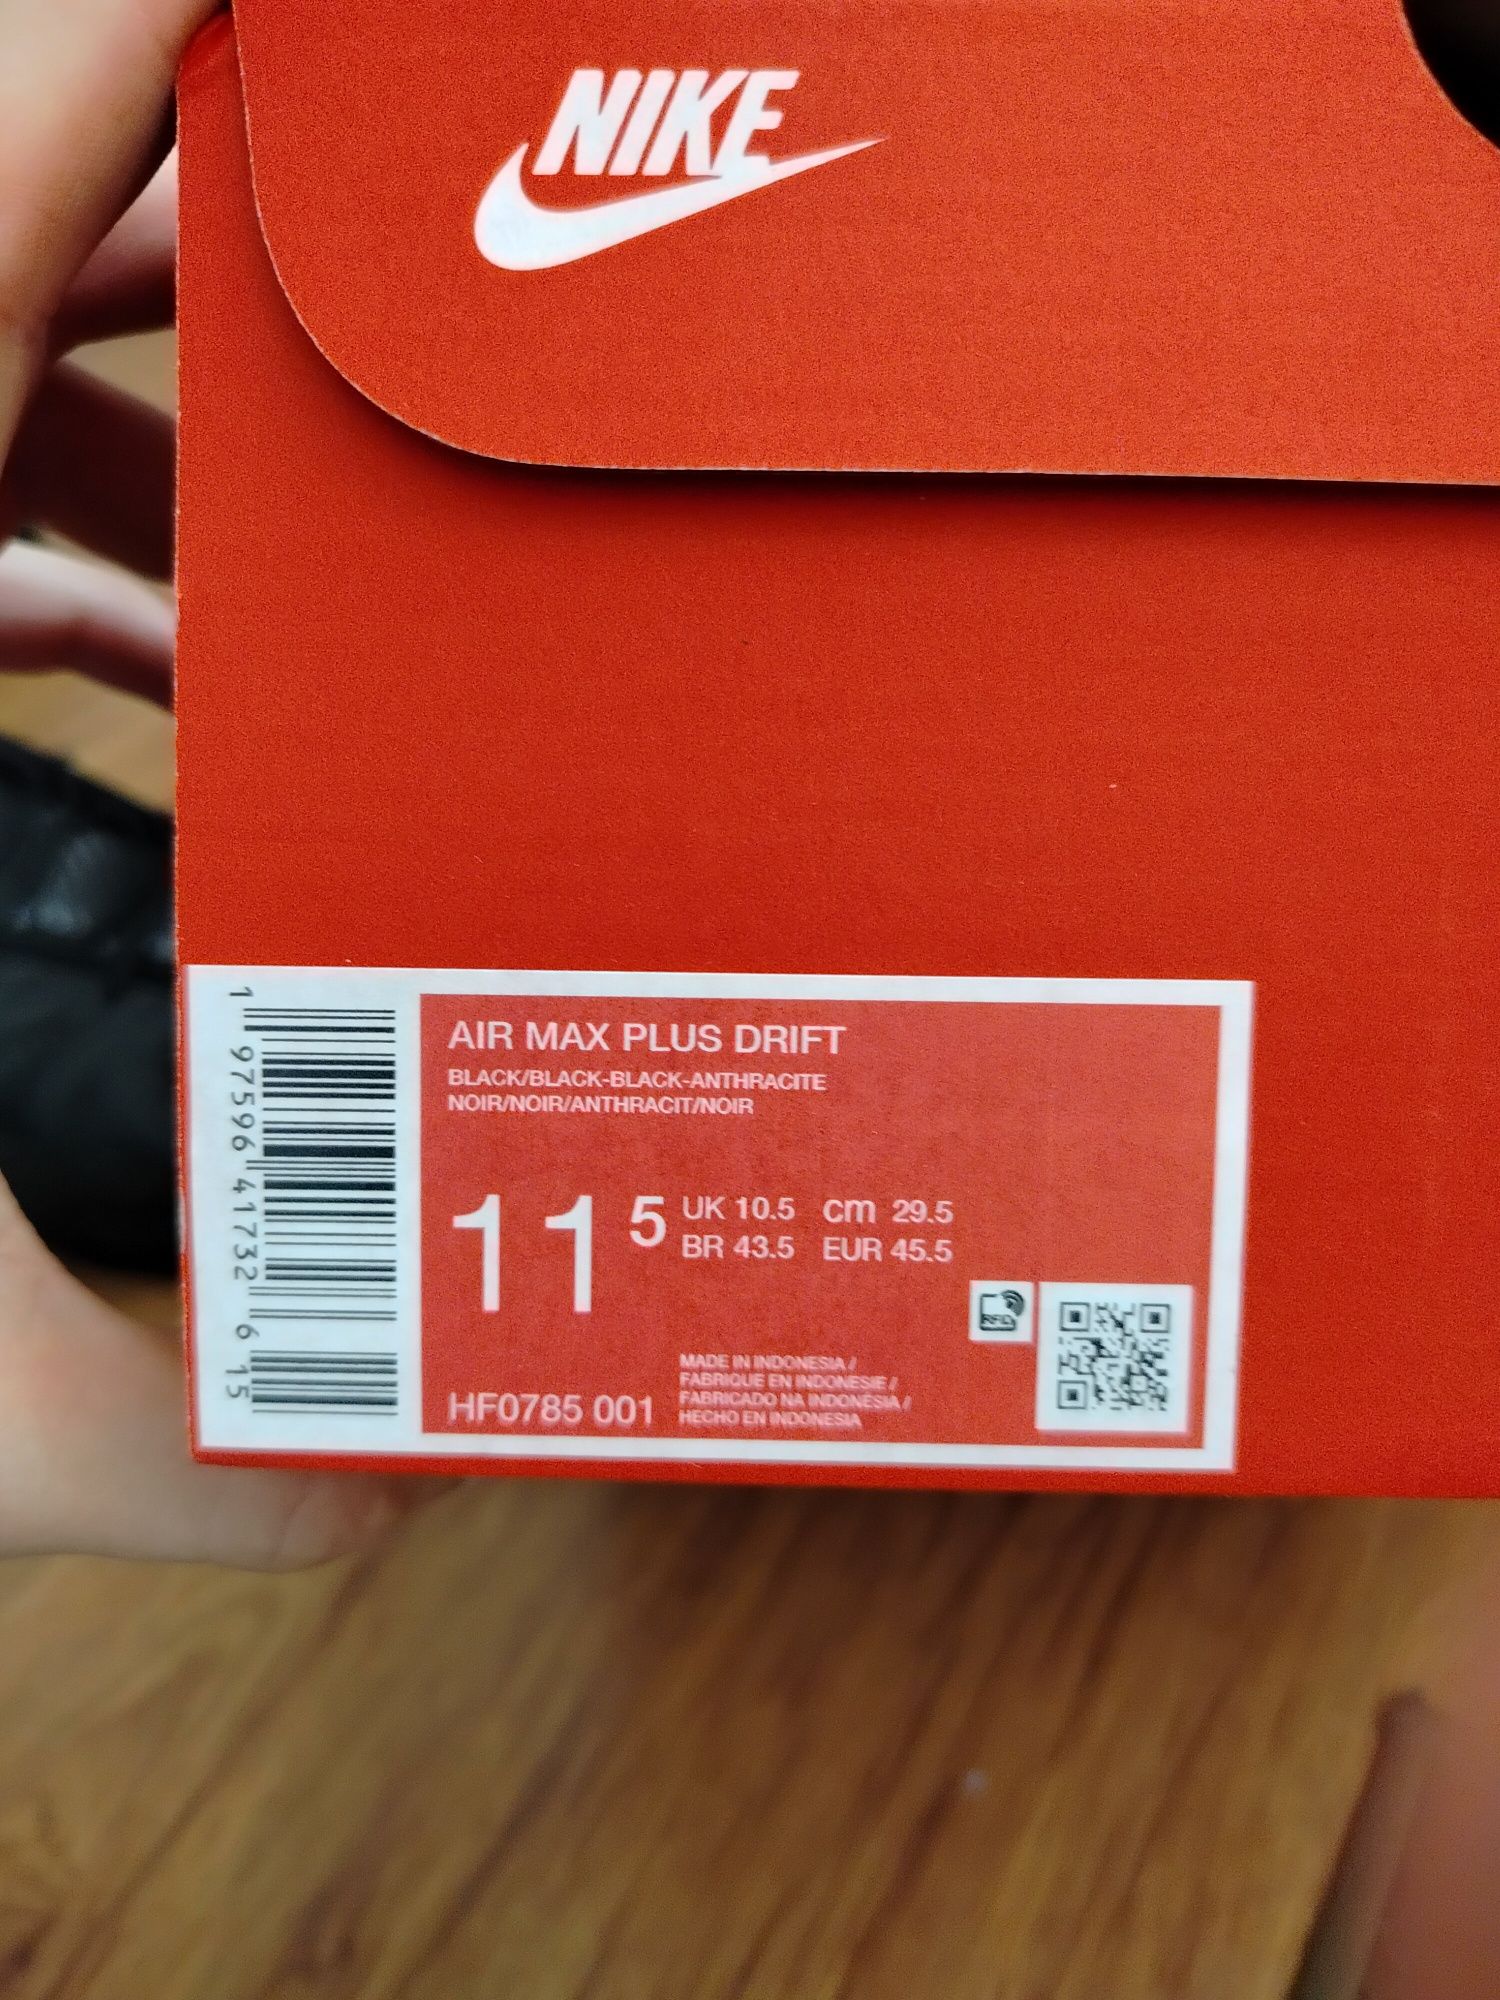 NIKE
AIR MAX PLUS DRIFT
BLACK/BLACK-BLACK-ANTHRACITE
NOIR/NOIR/ANTHRACIT/NOIR
11 5
UK 10.5 cm 29.5
BR 43.5 EUR 45.5
RFID
HF0785 001
MADE IN INDONESIA /
FABRIQUE EN INDONESIE /
FABRICADO NA INDONÉSIA /
HECHO EN INDONESIA
1 97596 41732 6 15